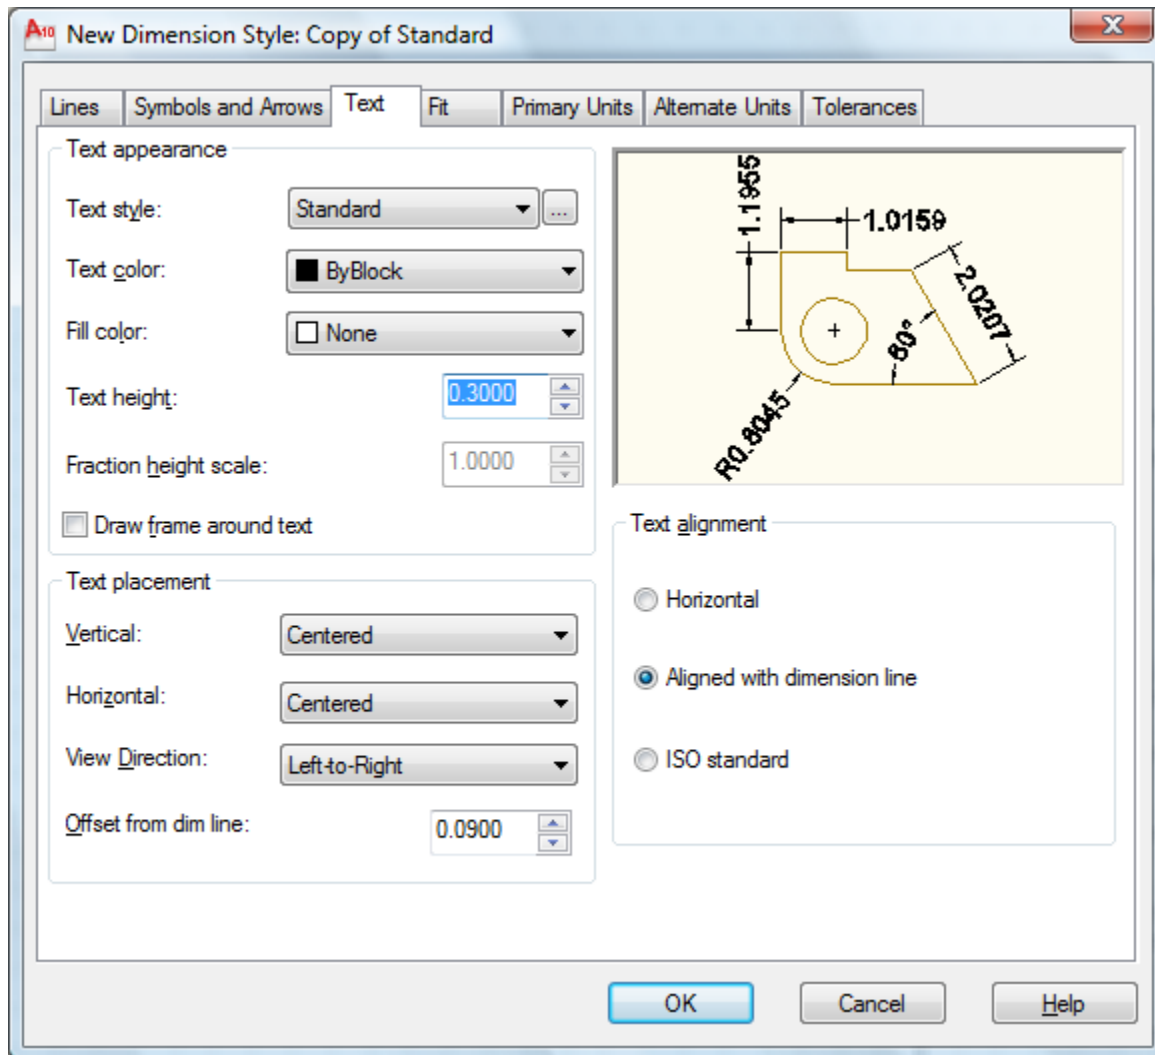 A10 New Dimension Style: Copy of Standard
X
Lines Symbols and Arrows Text Fit Primary Units Alternate Units Tolerances
Text appearance
Text style: Standard ...
Text color: ByBlock
Fill color: None
Text height: 0.3000
Fraction height scale: 1.0000
Draw frame around text
Text placement
Vertical: Centered
Horizontal: Centered
View Direction: Left-to-Right
Offset from dim line: 0.0900
1.1955
1.0159
2.0207
60°
R0.8045
Text alignment
Horizontal
Aligned with dimension line
ISO standard
OK Cancel Help